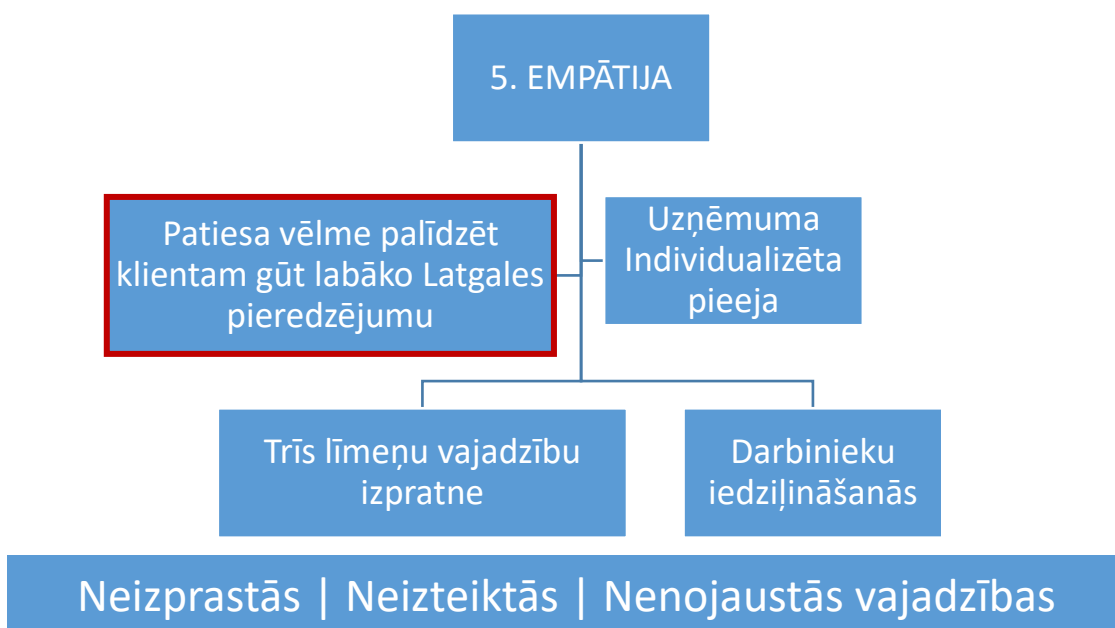 5. EMPĀTIJA
Patiesa vēlme palīdzēt
klientam gūt labāko Latgales
pieredzējumu
Uzņēmuma
Individualizēta
pieeja
Trīs līmeņu vajadzību
izpratne
Darbinieku
iedziļināšanās
Neizprastās | Neizteiktās | Nenojaustās vajadzības